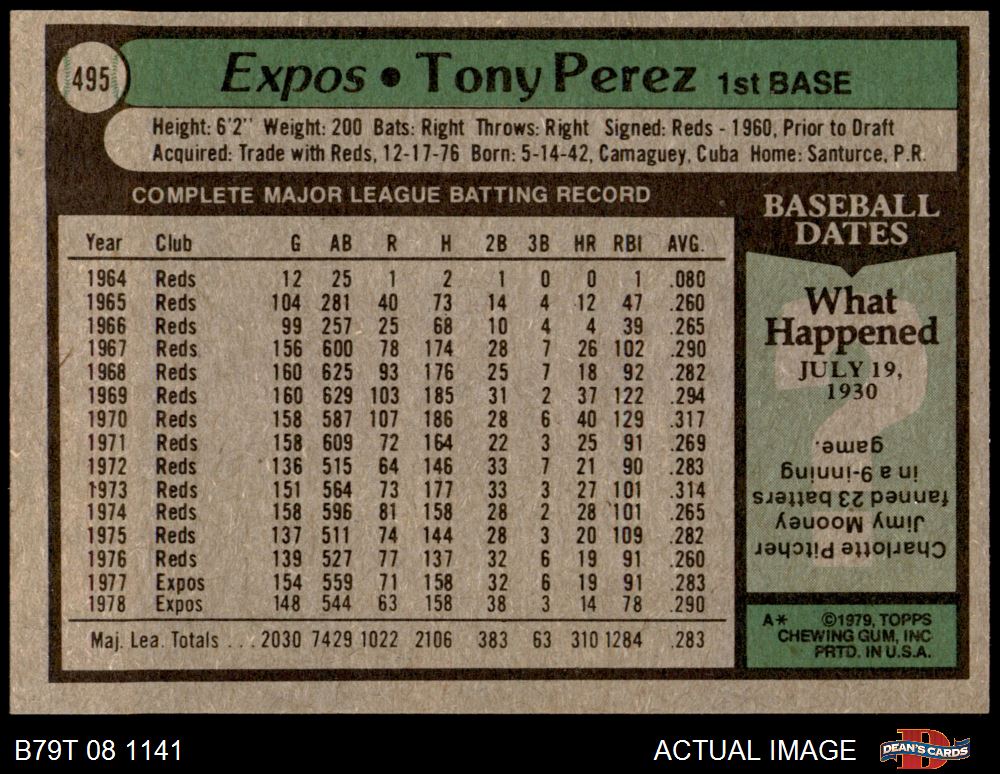 495
Expos • Tony Perez 1st BASE
Height: 6'2" Weight: 200 Bats: Right Throws: Right Signed: Reds - 1960, Prior to Draft
Acquired: Trade with Reds, 12-17-76 Born: 5-14-42, Camaguey, Cuba Home: Santurce, P.R.
COMPLETE MAJOR LEAGUE BATTING RECORD
Year Club G AB R H 2B 3B HR RBI AVG.
1964 Reds 12 25 1 2 1 0 0 1 .080
1965 Reds 104 281 40 73 14 4 12 47 .260
1966 Reds 99 257 25 68 10 4 4 39 .265
1967 Reds 156 600 78 174 28 7 26 102 .290
1968 Reds 160 625 93 176 25 7 18 92 .282
1969 Reds 160 629 103 185 31 2 37 122 .294
1970 Reds 158 587 107 186 28 6 40 129 .317
1971 Reds 158 609 72 164 22 3 25 91 .269
1972 Reds 136 515 64 146 33 7 21 90 .283
1973 Reds 151 564 73 177 33 3 27 101 .314
1974 Reds 158 596 81 158 28 2 28 101 .265
1975 Reds 137 511 74 144 28 3 20 109 .282
1976 Reds 139 527 77 137 32 6 19 91 .260
1977 Expos 154 559 71 158 32 6 19 91 .283
1978 Expos 148 544 63 158 38 3 14 78 .290
Maj. Lea. Totals . . . 2030 7429 1022 2106 383 63 310 1284 .283
BASEBALL
DATES
What
Happened
JULY 19,
1930
Charlotte Pitcher
Jimy Mooney
fanned 23 batters
in a 9-inning
game.
A* ©1979, TOPPS
CHEWING GUM, INC
PRTD. IN U.S.A.
B79T 08 1141
ACTUAL IMAGE
DEAN'S CARDS